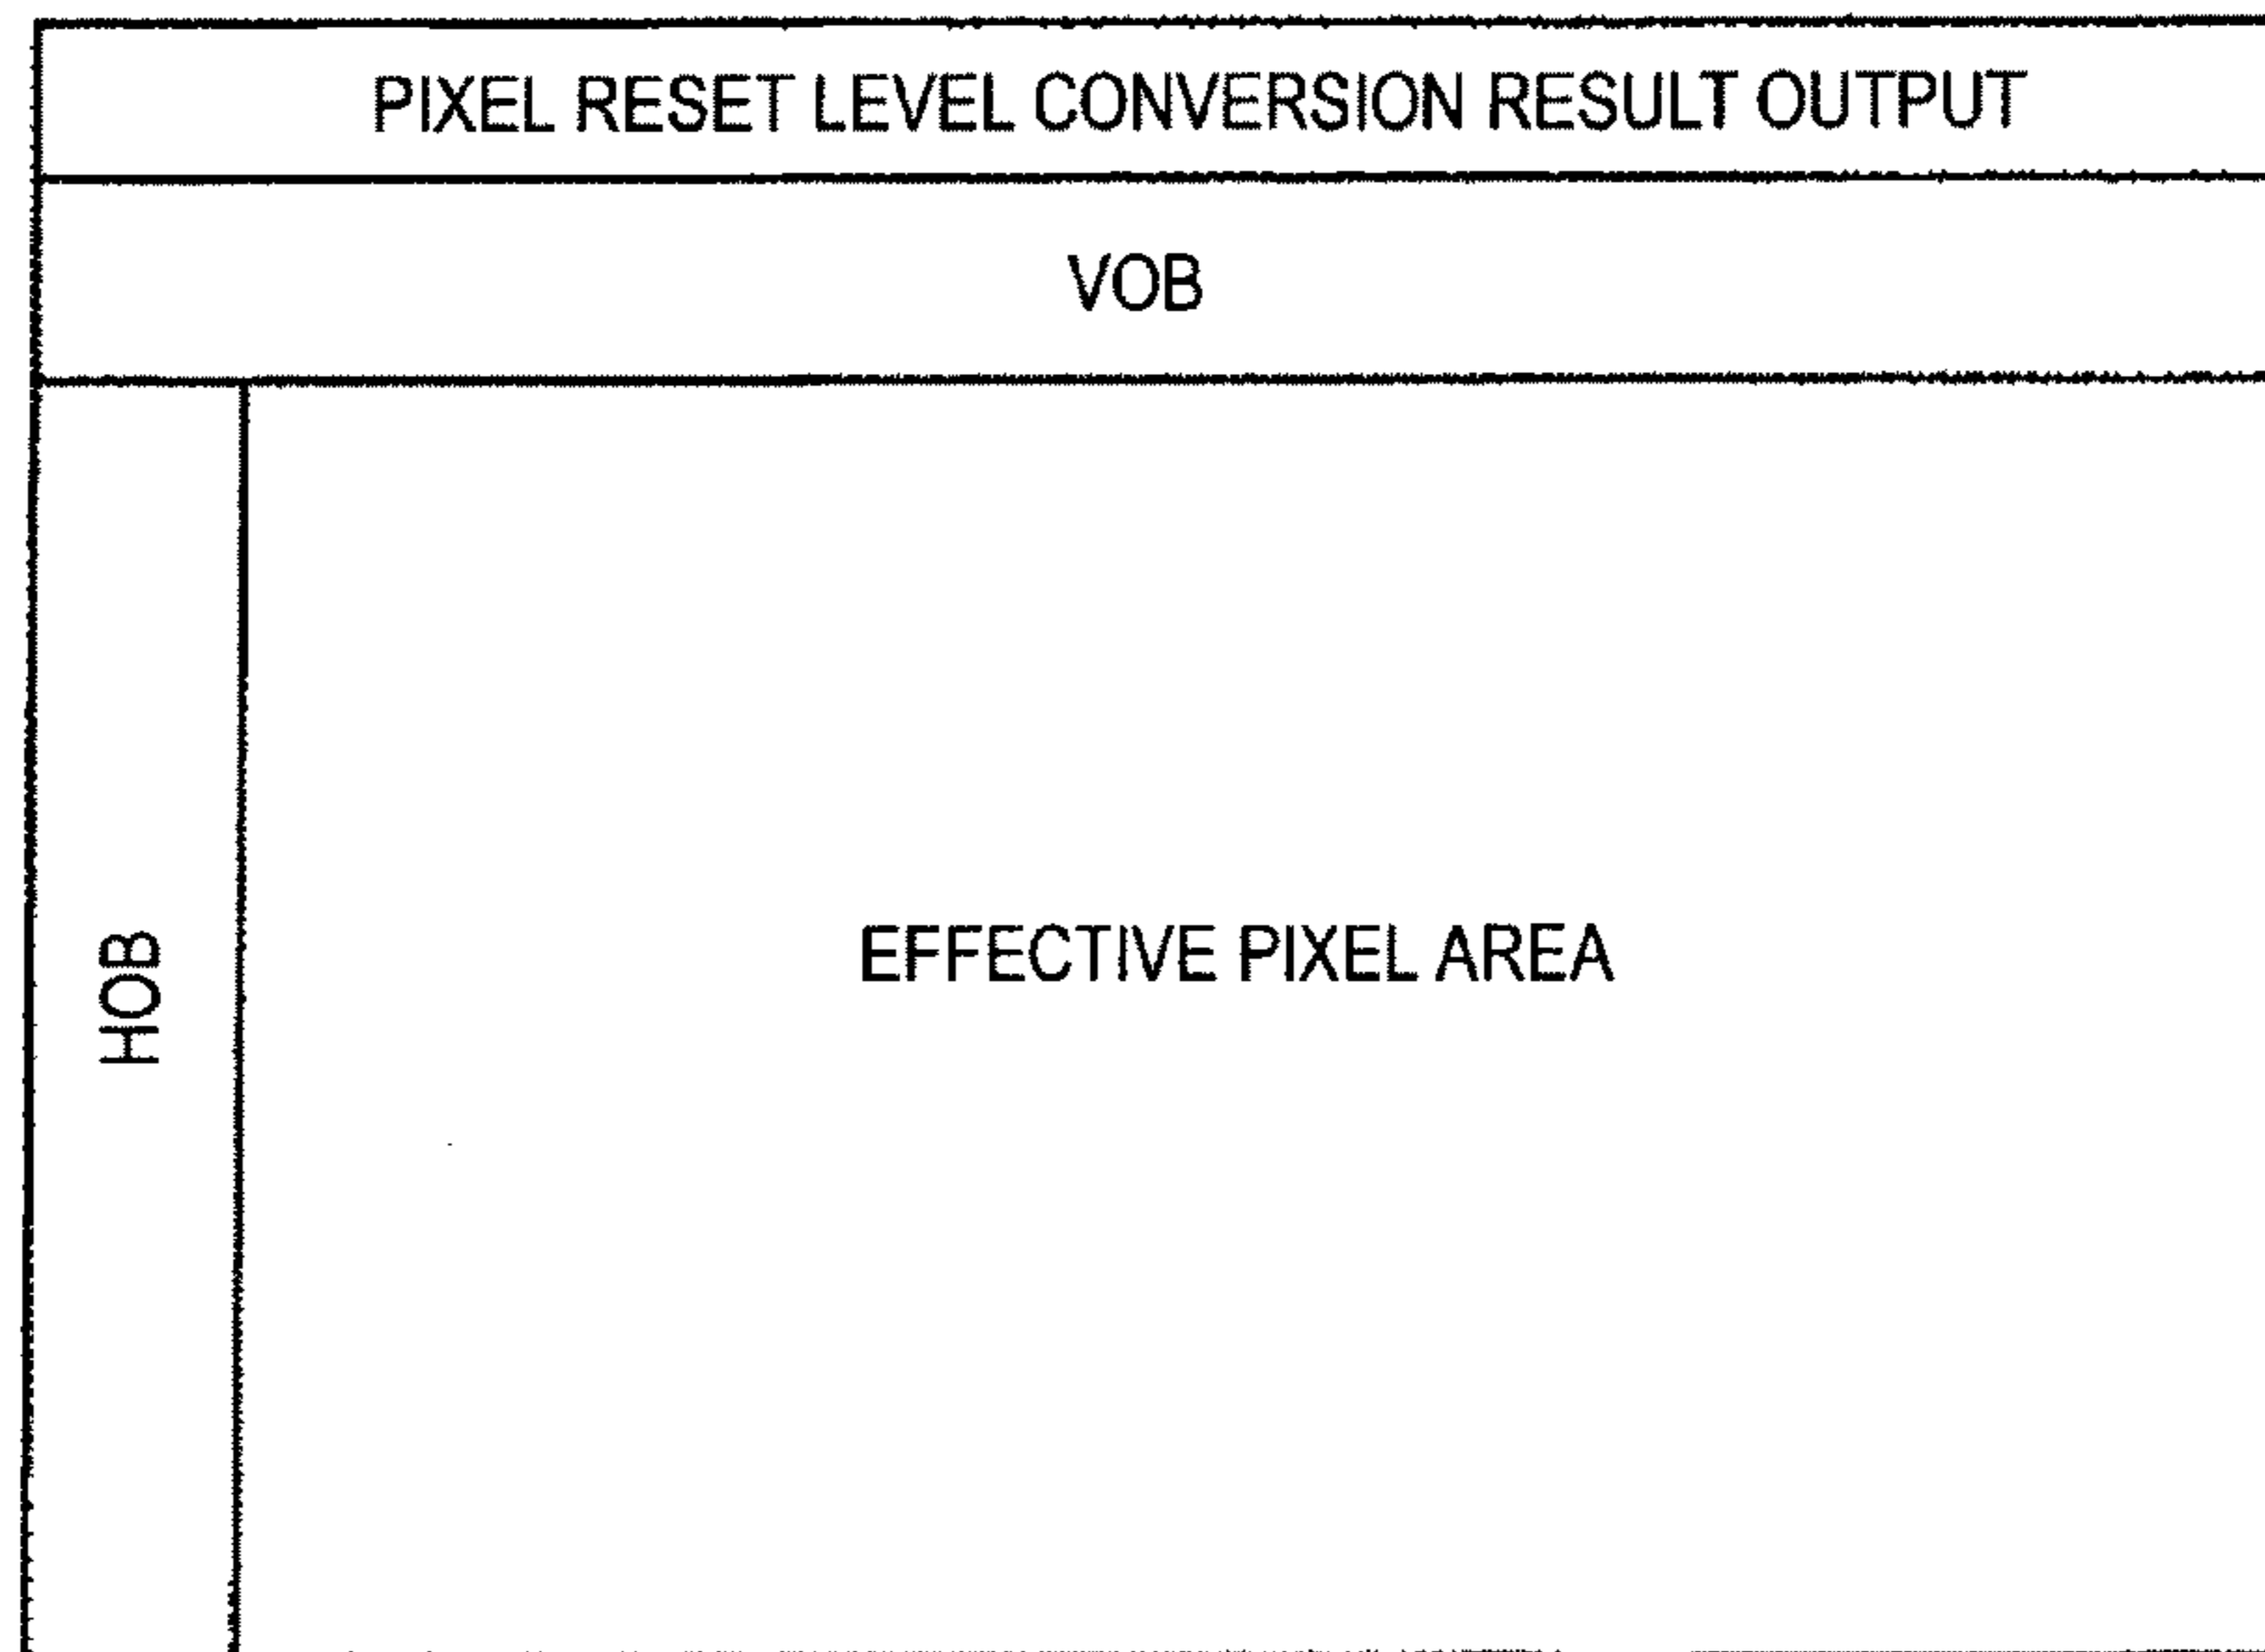 PIXEL RESET LEVEL CONVERSION RESULT OUTPUT
VOB
HOB
EFFECTIVE PIXEL AREA